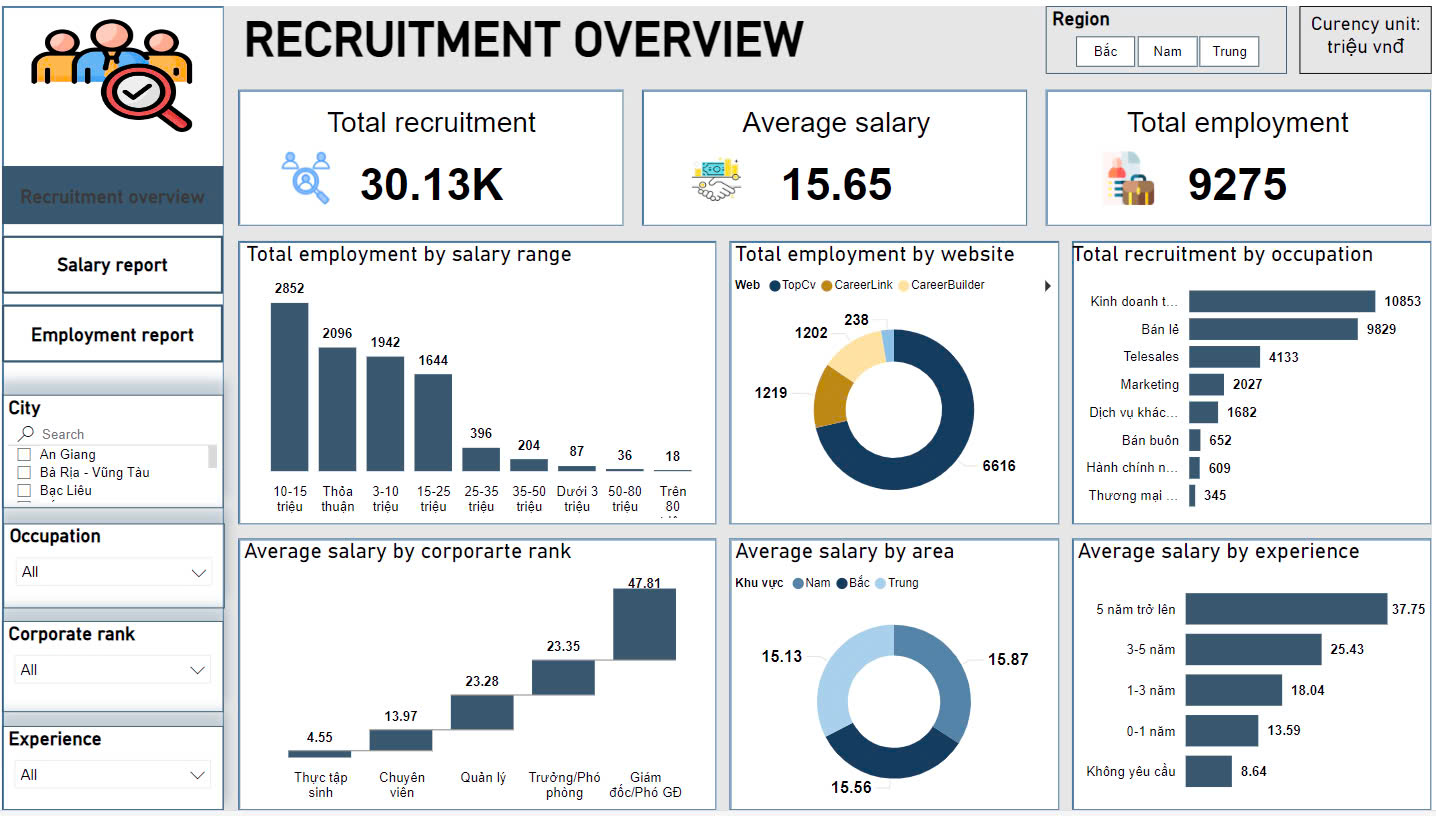 RECRUITMENT OVERVIEW
Region
Bắc
Nam
Trung
Curency unit:
triệu vnđ
Total recruitment
30.13K
Average salary
15.65
Total employment
9275
Recruitment overview
Salary report
Employment report
City
Search
An Giang
Bà Rịa - Vũng Tàu
Bạc Liêu
Occupation
All
Corporate rank
All
Experience
All
Total employment by salary range
2852
2096
1942
1644
396
204
87
36
18
10-15
triệu
Thỏa
thuận
3-10
triệu
15-25
triệu
25-35
triệu
35-50
triệu
Dưới 3
triệu
50-80
triệu
Trên
80
Total employment by website
Web TopCv CareerLink CareerBuilder
238
1202
1219
6616
Total recruitment by occupation
Kinh doanh t... 10853
Bán lẻ 9829
Telesales 4133
Marketing 2027
Dịch vụ khác... 1682
Bán buôn 652
Hành chính n... 609
Thương mại ... 345
Average salary by corporarte rank
4.55
13.97
23.28
23.35
47.81
Thực tập
sinh
Chuyên
viên
Quản lý
Trưởng/Phó
phòng
Giám
đốc/Phó GĐ
Average salary by area
Khu vực Nam Bắc Trung
15.13
15.87
15.56
Average salary by experience
5 năm trở lên 37.75
3-5 năm 25.43
1-3 năm 18.04
0-1 năm 13.59
Không yêu cầu 8.64